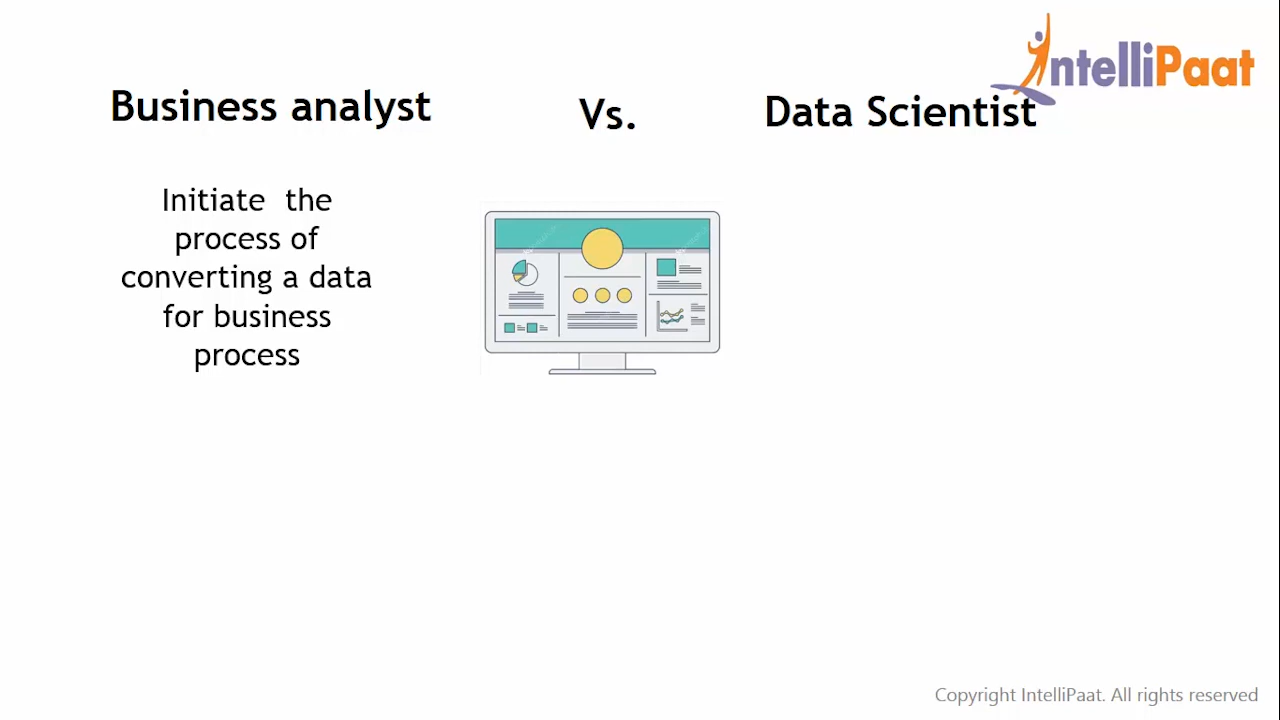 IntelliPaat
Business analyst
Vs.
Data Scientist
Initiate the
process of
converting a data
for business
process
Copyright IntelliPaat. All rights reserved